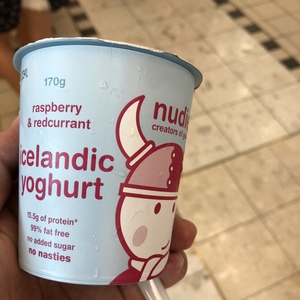 170g
raspberry
& redcurrant
icelandic
yoghurt
15.5g of protein*
99% fat free
no added sugar
no nasties
creators of